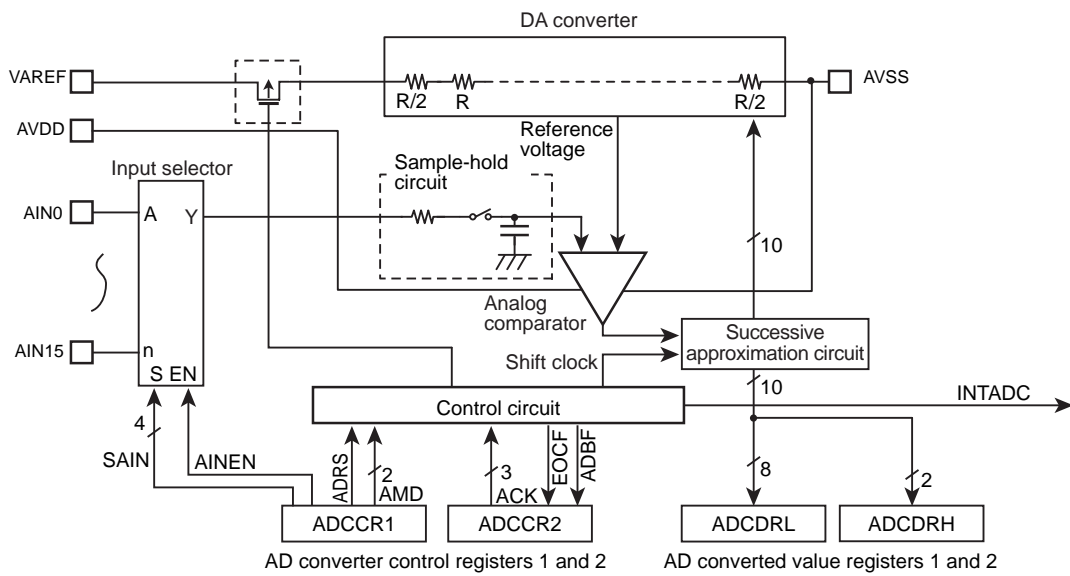 DA converter
VAREF
AVSS
R/2
R
R/2
AVDD
Reference
voltage
Input selector
Sample-hold
circuit
AIN0
A
Y
10
Analog
comparator
AIN15
n
Successive
approximation circuit
Shift clock
S EN
10
INTADC
Control circuit
4
SAIN
AINEN
ADRS
2
AMD
3
ACK
EOCF
ADBF
8
2
ADCCR1
ADCCR2
ADCDRL
ADCDRH
AD converter control registers 1 and 2
AD converted value registers 1 and 2